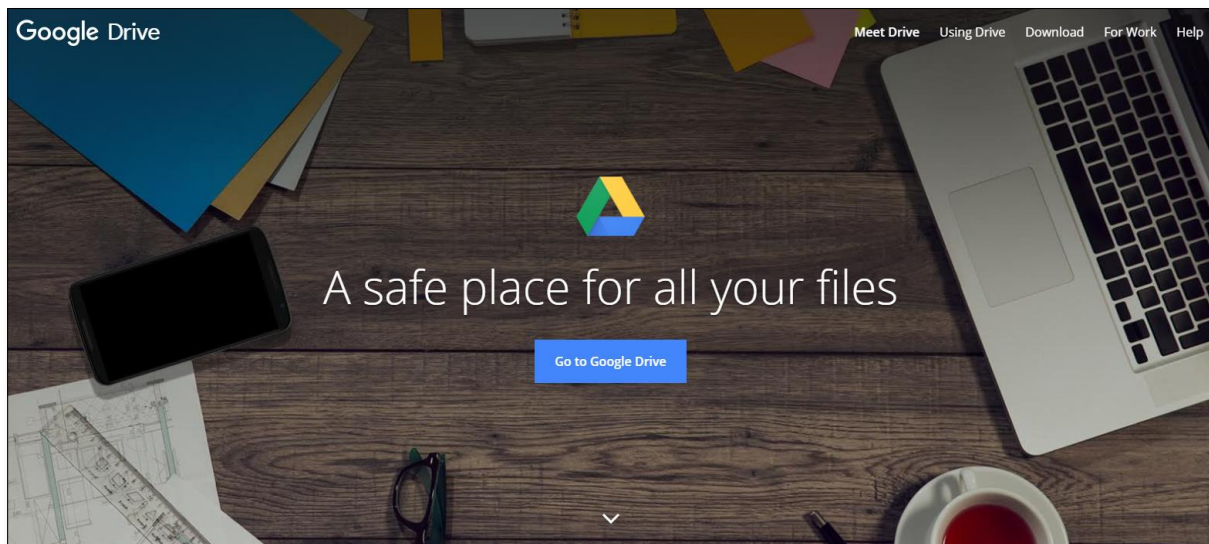 Google Drive
Meet Drive Using Drive Download For Work Help
A safe place for all your files
Go to Google Drive